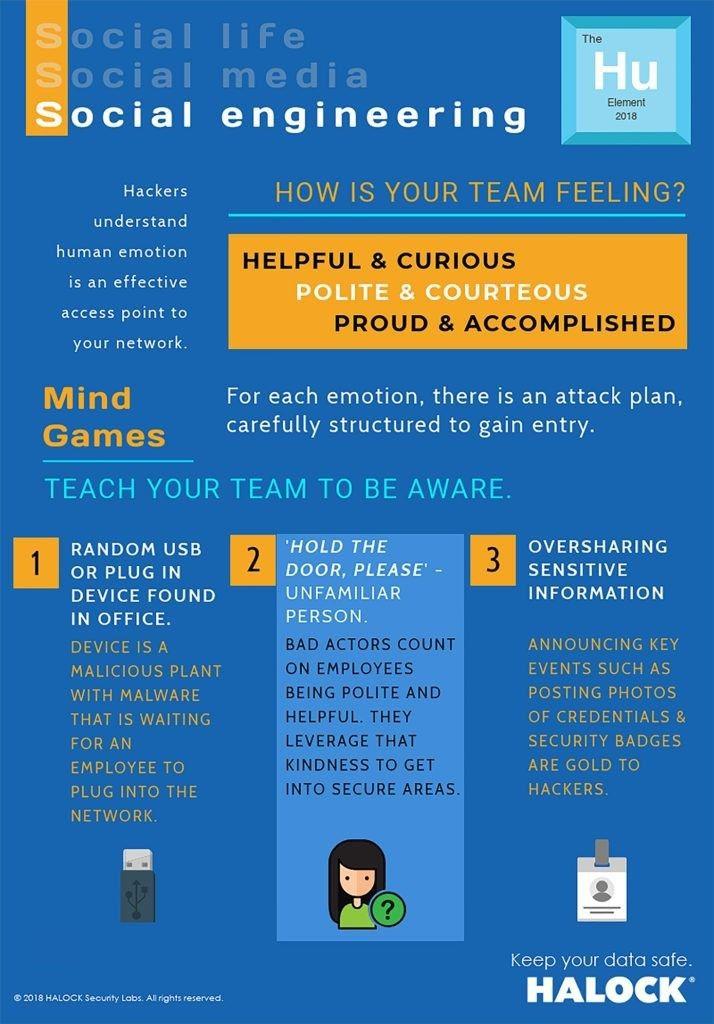 Social life
Social media
Social engineering
The
Hu
Element
2018
Hackers
understand
human emotion
is an effective
access point to
your network.
HOW IS YOUR TEAM FEELING?
HELPFUL & CURIOUS
POLITE & COURTEOUS
PROUD & ACCOMPLISHED
Mind
Games
For each emotion, there is an attack plan,
carefully structured to gain entry.
TEACH YOUR TEAM TO BE AWARE.
1
RANDOM USB
OR PLUG IN
DEVICE FOUND
IN OFFICE.
DEVICE IS A
MALICIOUS PLANT
WITH MALWARE
THAT IS WAITING
FOR AN
EMPLOYEE TO
PLUG INTO THE
NETWORK.
2
'HOLD THE
DOOR, PLEASE' -
UNFAMILIAR
PERSON.
BAD ACTORS COUNT
ON EMPLOYEES
BEING POLITE AND
HELPFUL. THEY
LEVERAGE THAT
KINDNESS TO GET
INTO SECURE AREAS.
?
3
OVERSHARING
SENSITIVE
INFORMATION
ANNOUNCING KEY
EVENTS SUCH AS
POSTING PHOTOS
OF CREDENTIALS &
SECURITY BADGES
ARE GOLD TO
HACKERS.
Keep your data safe.
HALOCK®
© 2018 HALOCK Security Labs. All rights reserved.